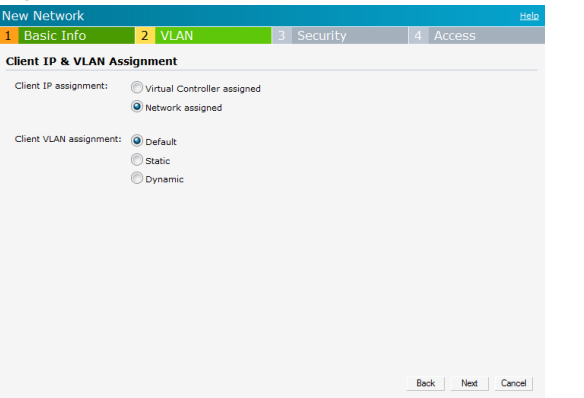 New Network Help
1 Basic Info 2 VLAN 3 Security 4 Access
Client IP & VLAN Assignment
Client IP assignment: Virtual Controller assigned
Network assigned
Client VLAN assignment: Default
Static
Dynamic
Back Next Cancel